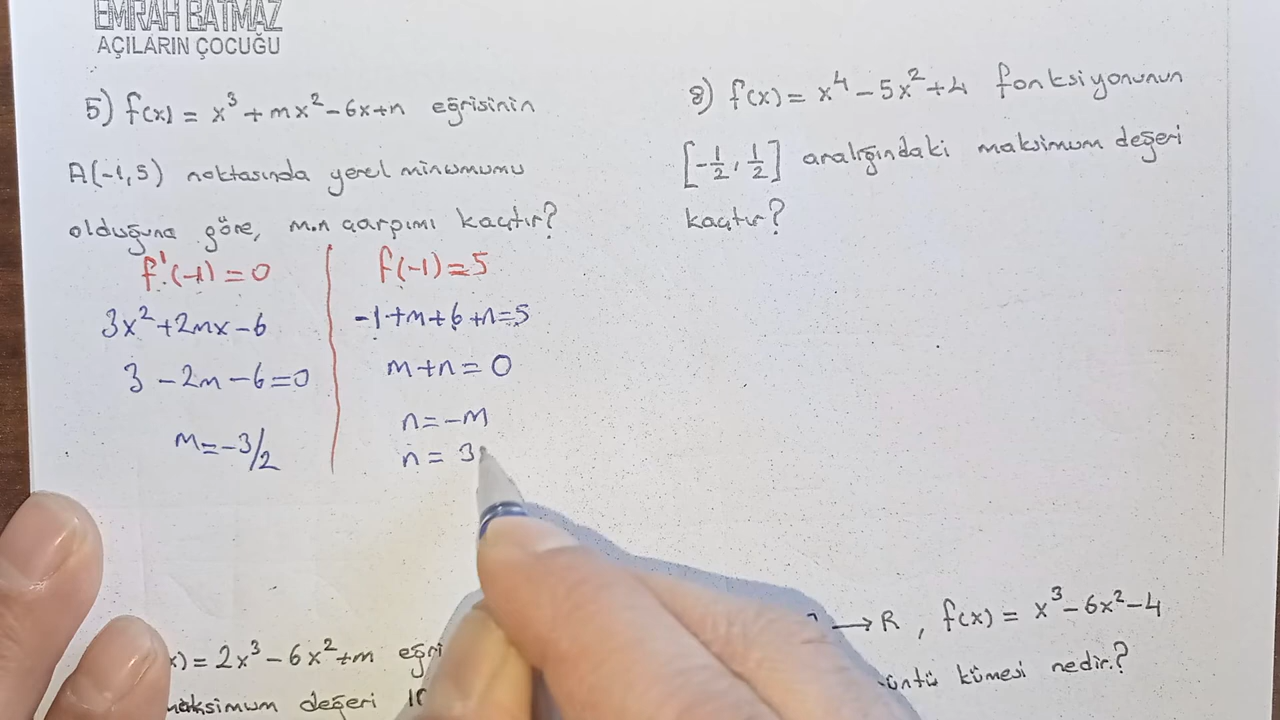 EMRAH BATMAZ
AÇILARIN ÇOCUĞU
5) f(x) = x³ + mx² - 6x + n eğrisinin
A(-1,5) noktasında yerel minumumu
olduğuna göre, m.n çarpımı kaçtır?
f'(-1) = 0
3x² + 2mx - 6
3 - 2m - 6 = 0
m = -3/2
f(-1) = 5
-1 + m + 6 + n = 5
m + n = 0
n = -m
n = 3
8) f(x) = x⁴ - 5x² + 4 fonksiyonunun
[-1/2, 1/2] aralığındaki maksimum değeri
kaçtır?
x) = 2x³ - 6x² + m eğri
maksimum değeri
→ R, f(x) = x³ - 6x² - 4
kümesi nedir.?